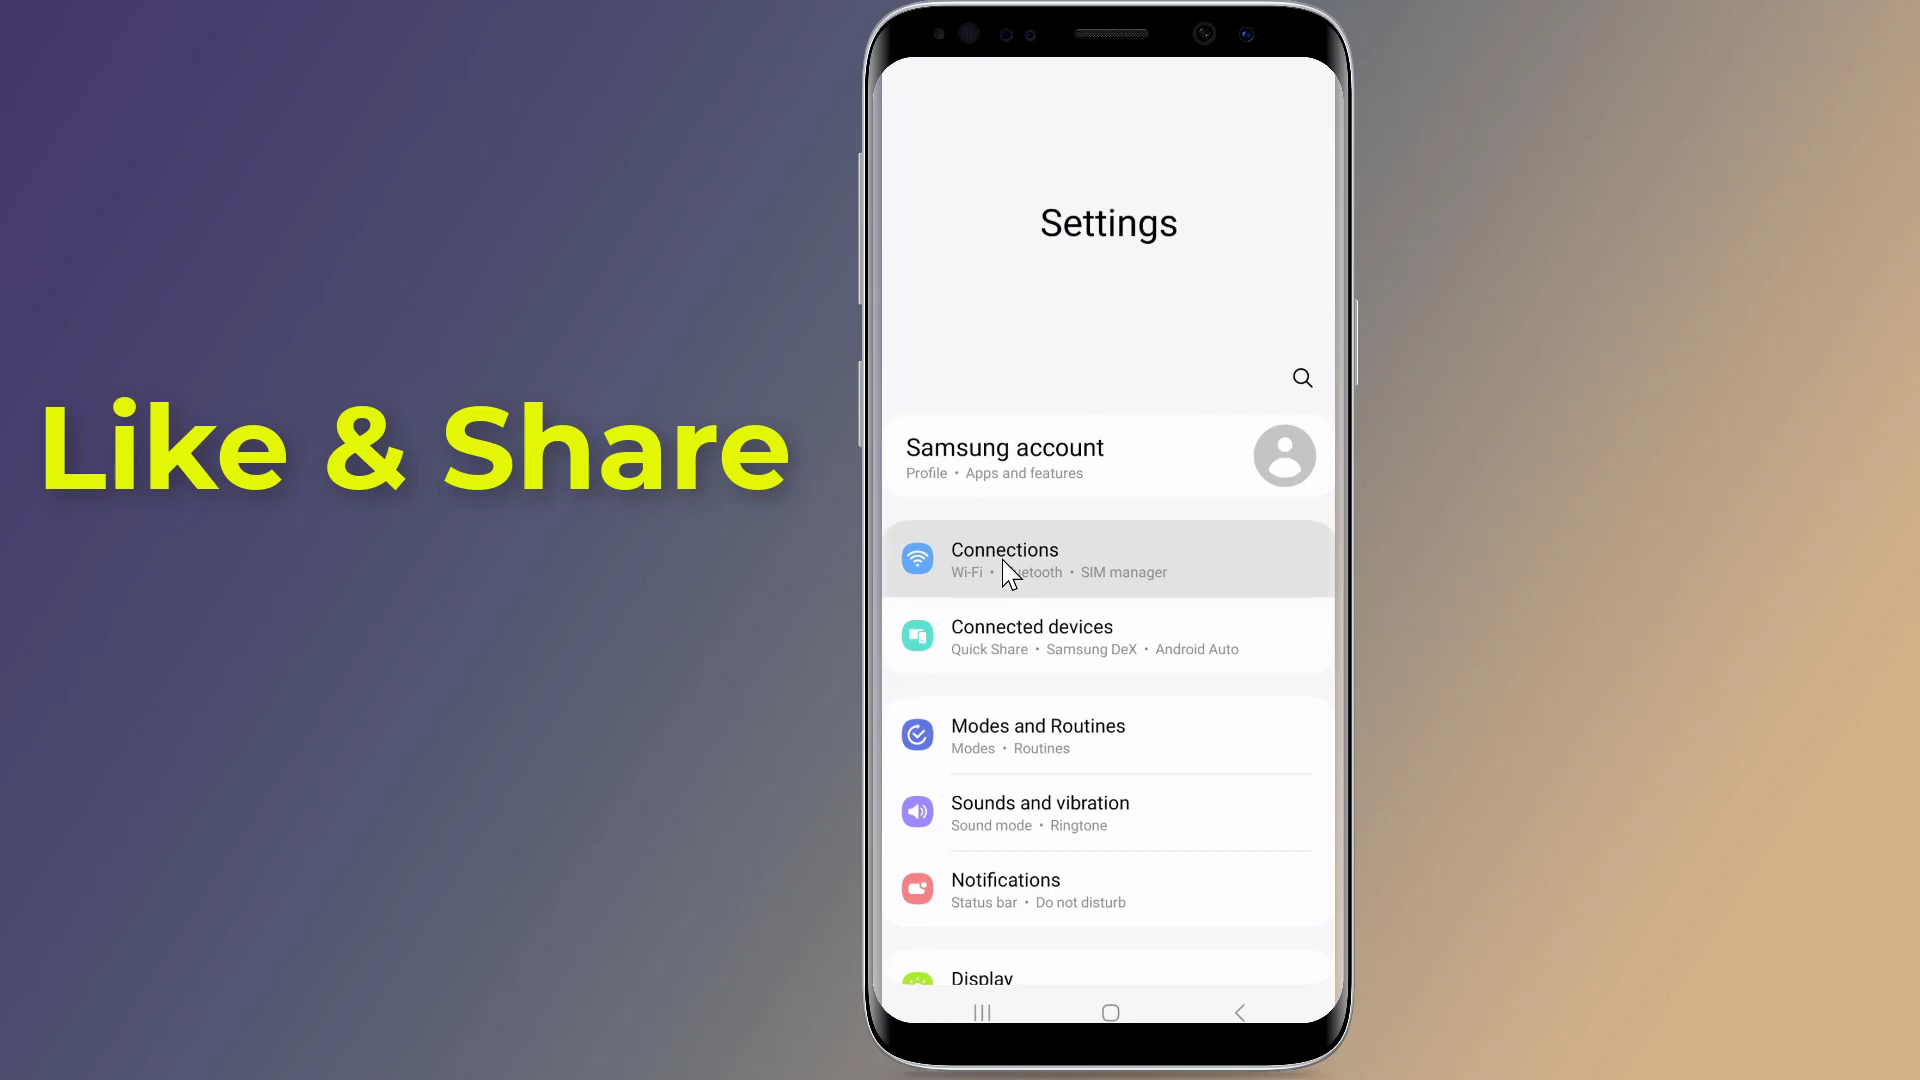 Settings
Like & Share
Samsung account
Profile • Apps and features
Connections
Wi-Fi • etooth • SIM manager
Connected devices
Quick Share • Samsung DeX • Android Auto
Modes and Routines
Modes • Routines
Sounds and vibration
Sound mode • Ringtone
Notifications
Status bar • Do not disturb
Display